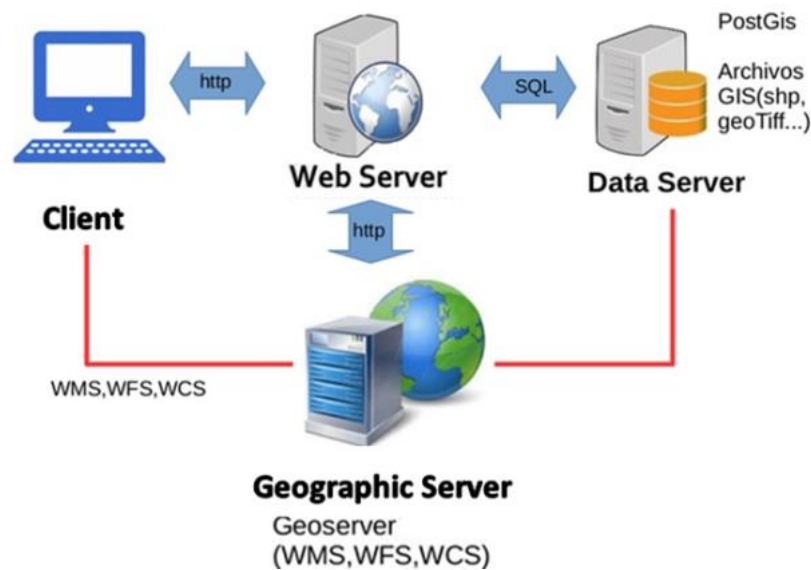 PostGis
Archivos
GIS(shp,
geoTiff...)
http
SQL
Web Server
Data Server
Client
http
WMS,WFS,WCS
Geographic Server
Geoserver
(WMS,WFS,WCS)